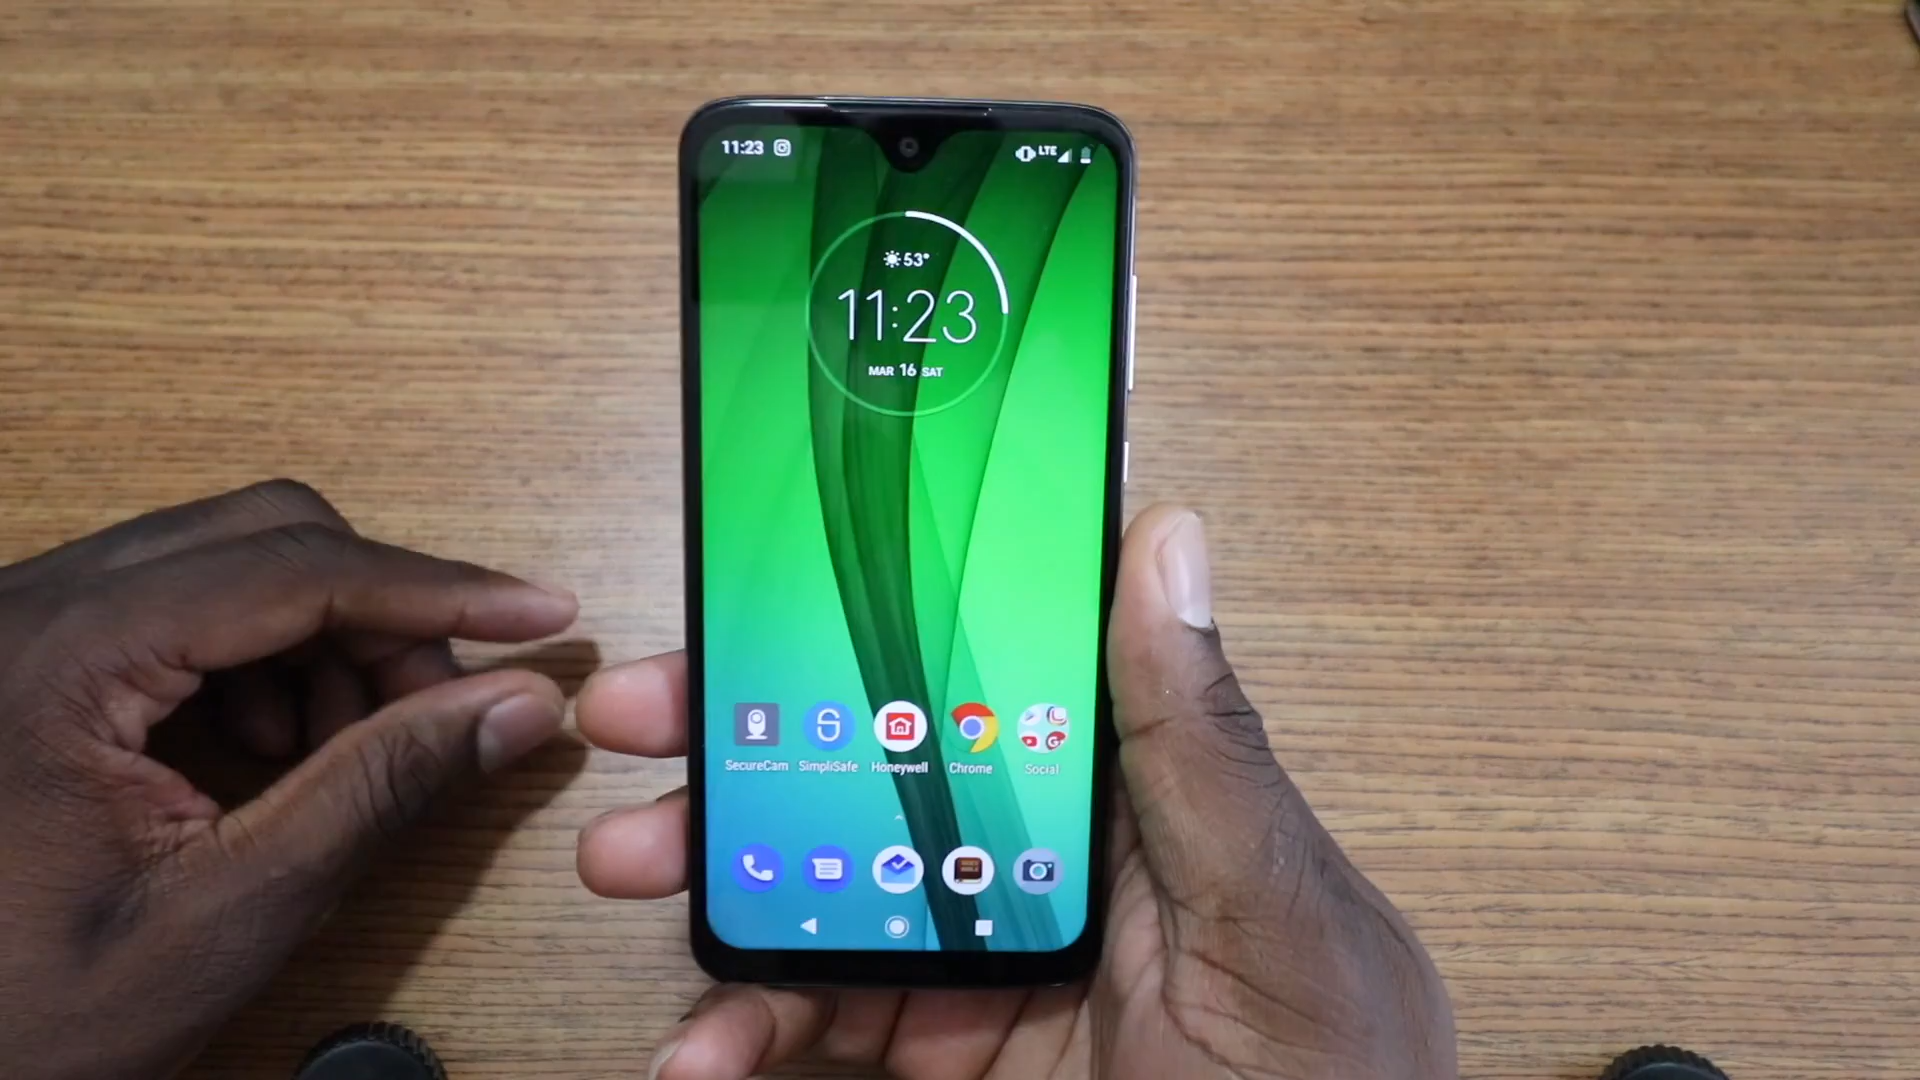 11:23
LTE
53°
11:23
MAR 16 SAT
SecureCam SimpliSafe Honeywell Chrome Social